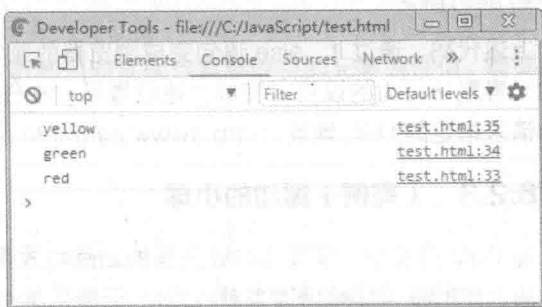 Developer Tools - file:///C:/JavaScript/test.html
Elements Console Sources Network »
top ▼ Filter Default levels ▼
yellow test.html:35
green test.html:34
red test.html:33
>